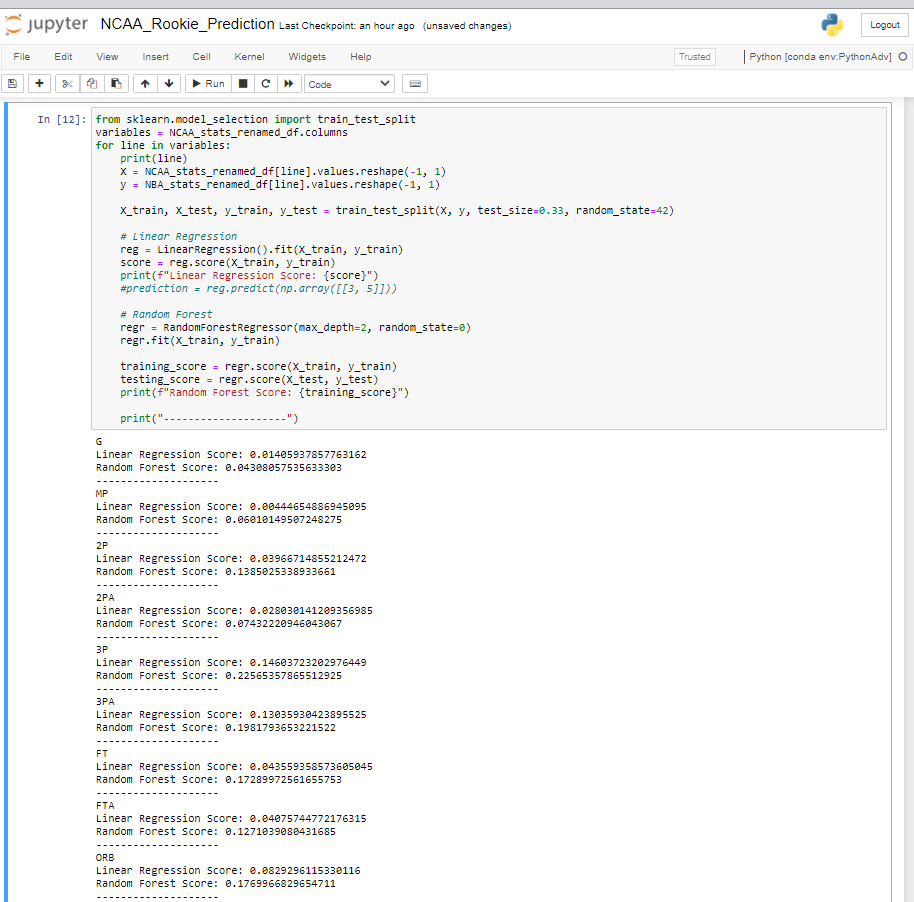 jupyter NCAA_Rookie_Prediction Last Checkpoint: an hour ago (unsaved changes) Logout
File Edit View Insert Cell Kernel Widgets Help Trusted Python [conda env:PythonAdv]
Run Code
In [12]: from sklearn.model_selection import train_test_split
variables = NCAA_stats_renamed_df.columns
for line in variables:
    print(line)
    X = NCAA_stats_renamed_df[line].values.reshape(-1, 1)
    y = NBA_stats_renamed_df[line].values.reshape(-1, 1)
    X_train, X_test, y_train, y_test = train_test_split(X, y, test_size=0.33, random_state=42)
    # Linear Regression
    reg = LinearRegression().fit(X_train, y_train)
    score = reg.score(X_train, y_train)
    print(f"Linear Regression Score: {score}")
    #prediction = reg.predict(np.array([[3, 5]]))
    # Random Forest
    regr = RandomForestRegressor(max_depth=2, random_state=0)
    regr.fit(X_train, y_train)
    training_score = regr.score(X_train, y_train)
    testing_score = regr.score(X_test, y_test)
    print(f"Random Forest Score: {training_score}")
    print("--------------------")
G
Linear Regression Score: 0.01405937857763162
Random Forest Score: 0.04308057535633303
--------------------
MP
Linear Regression Score: 0.00444654886945095
Random Forest Score: 0.06010149507248275
--------------------
2P
Linear Regression Score: 0.03966714855212472
Random Forest Score: 0.1385025338933661
--------------------
2PA
Linear Regression Score: 0.028030141209356985
Random Forest Score: 0.07432220946043067
--------------------
3P
Linear Regression Score: 0.14603723202976449
Random Forest Score: 0.22565357865512925
--------------------
3PA
Linear Regression Score: 0.13035930423895525
Random Forest Score: 0.1981793653221522
--------------------
FT
Linear Regression Score: 0.043559358573605045
Random Forest Score: 0.17289972561655753
--------------------
FTA
Linear Regression Score: 0.04075744772176315
Random Forest Score: 0.1271039080431685
--------------------
ORB
Linear Regression Score: 0.0829296115330116
Random Forest Score: 0.1769966829654711
--------------------